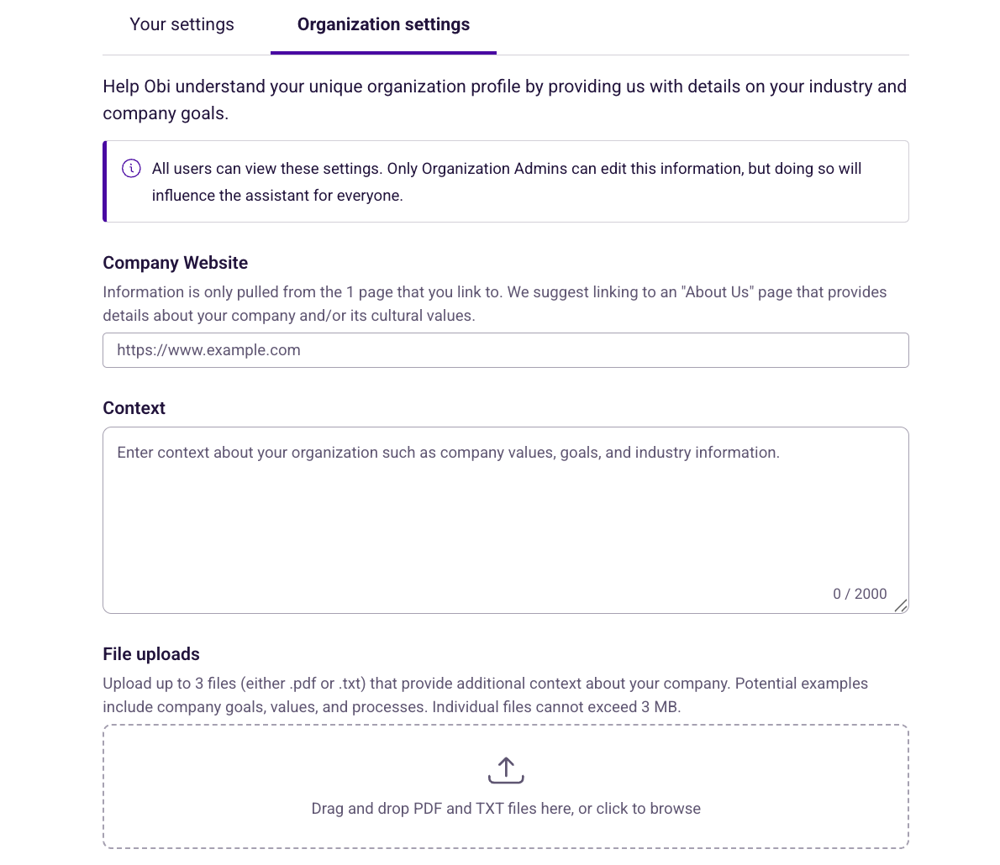 Your settings
Organization settings
Help Obi understand your unique organization profile by providing us with details on your industry and
company goals.
All users can view these settings. Only Organization Admins can edit this information, but doing so will
influence the assistant for everyone.
Company Website
Information is only pulled from the 1 page that you link to. We suggest linking to an "About Us" page that provides
details about your company and/or its cultural values.
https://www.example.com
Context
Enter context about your organization such as company values, goals, and industry information.
0 / 2000
File uploads
Upload up to 3 files (either .pdf or .txt) that provide additional context about your company. Potential examples
include company goals, values, and processes. Individual files cannot exceed 3 MB.
Drag and drop PDF and TXT files here, or click to browse